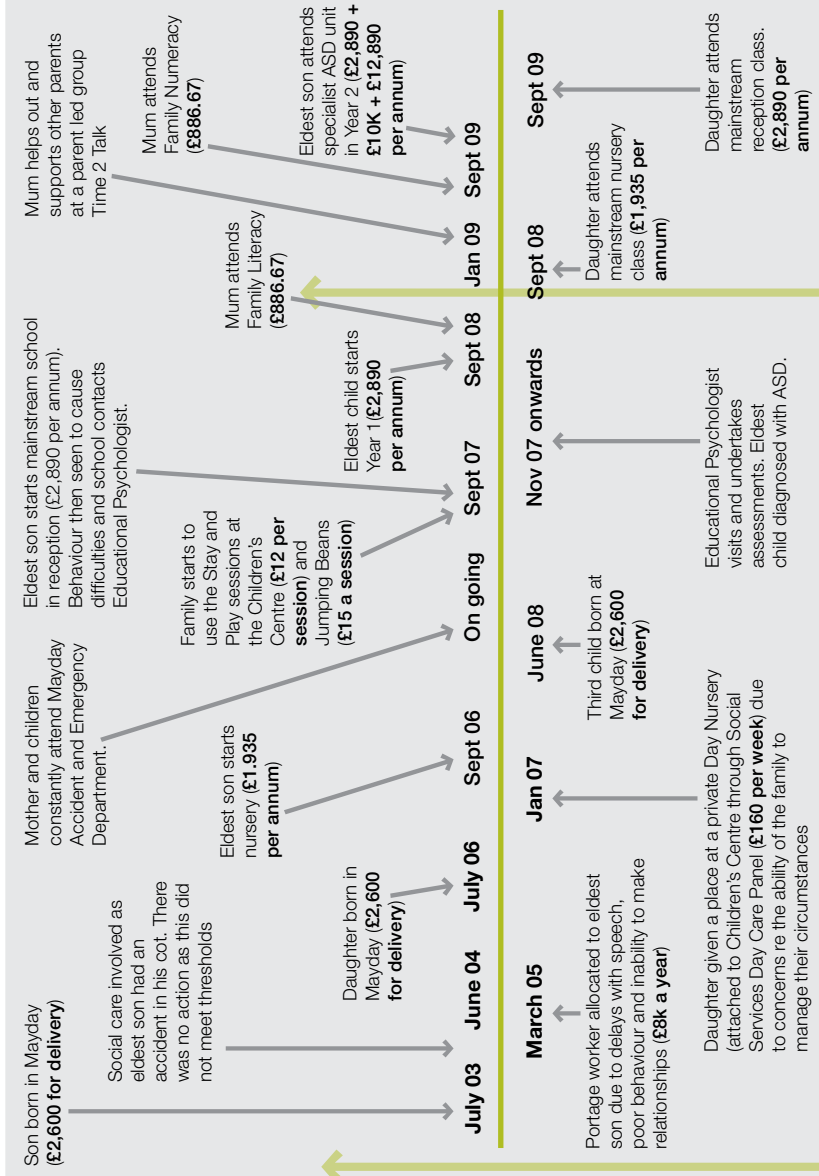 Son born in Mayday
(£2,600 for delivery)
Social care involved as
eldest son had an
accident in his cot. There
was no action as this did
not meet thresholds
Mother and children
constantly attend Mayday
Accident and Emergency
Department.
Daughter born in
Mayday (£2,600
for delivery)
Eldest son starts
nursery (£1.935
per annum)
Eldest son starts mainstream school
in reception (£2,890 per annum).
Behaviour then seen to cause
difficulties and school contacts
Educational Psychologist.
Family starts to
use the Stay and
Play sessions at
the Children's
Centre (£12 per
session) and
Jumping Beans
(£15 a session)
Eldest child starts
Year 1(£2,890
per annum)
Mum attends
Family Literacy
(£886.67)
Mum helps out and
supports other parents
at a parent led group
Time 2 Talk
Mum attends
Family Numeracy
(£886.67)
Eldest son attends
specialist ASD unit
in Year 2 (£2,890 +
£10K + £12,890
per annum)
July 03
June 04
July 06
Sept 06
On going
Sept 07
Sept 08
Jan 09
Sept 09
March 05
Jan 07
June 08
Nov 07 onwards
Sept 08
Sept 09
Portage worker allocated to eldest
son due to delays with speech,
poor behaviour and inability to make
relationships (£8k a year)
Daughter given a place at a private Day Nursery
(attached to Children's Centre through Social
Services Day Care Panel (£160 per week) due
to concerns re the ability of the family to
manage their circumstances
Third child born at
Mayday (£2,600
for delivery)
Educational Psychologist
visits and undertakes
assessments. Eldest
child diagnosed with ASD.
Daughter attends
mainstream nursery
class (£1,935 per
annum)
Daughter attends
mainstream
reception class.
(£2,890 per
annum)